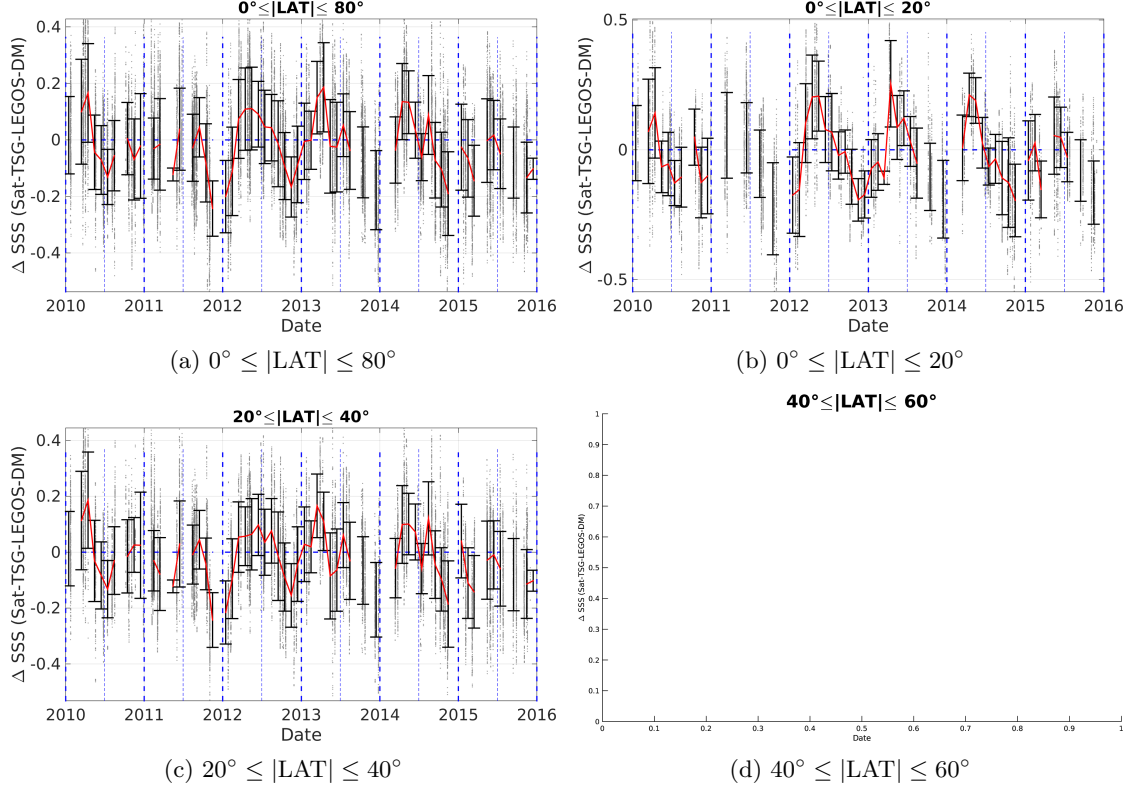 0°≤|LAT|≤ 80°
0.4
0.2
0
-0.2
-0.4
Δ SSS (Sat-TSG-LEGOS-DM)
2010 2011 2012 2013 2014 2015 2016
Date
(a) 0° ≤ |LAT| ≤ 80°
0°≤|LAT|≤ 20°
0.5
0
-0.5
Δ SSS (Sat-TSG-LEGOS-DM)
2010 2011 2012 2013 2014 2015 2016
Date
(b) 0° ≤ |LAT| ≤ 20°
20°≤|LAT|≤ 40°
0.4
0.2
0
-0.2
-0.4
Δ SSS (Sat-TSG-LEGOS-DM)
2010 2011 2012 2013 2014 2015 2016
Date
(c) 20° ≤ |LAT| ≤ 40°
40°≤|LAT|≤ 60°
1
0.9
0.8
0.7
0.6
0.5
0.4
0.3
0.2
0.1
0
Δ SSS (Sat-TSG-LEGOS-DM)
0 0.1 0.2 0.3 0.4 0.5 0.6 0.7 0.8 0.9 1
Date
(d) 40° ≤ |LAT| ≤ 60°